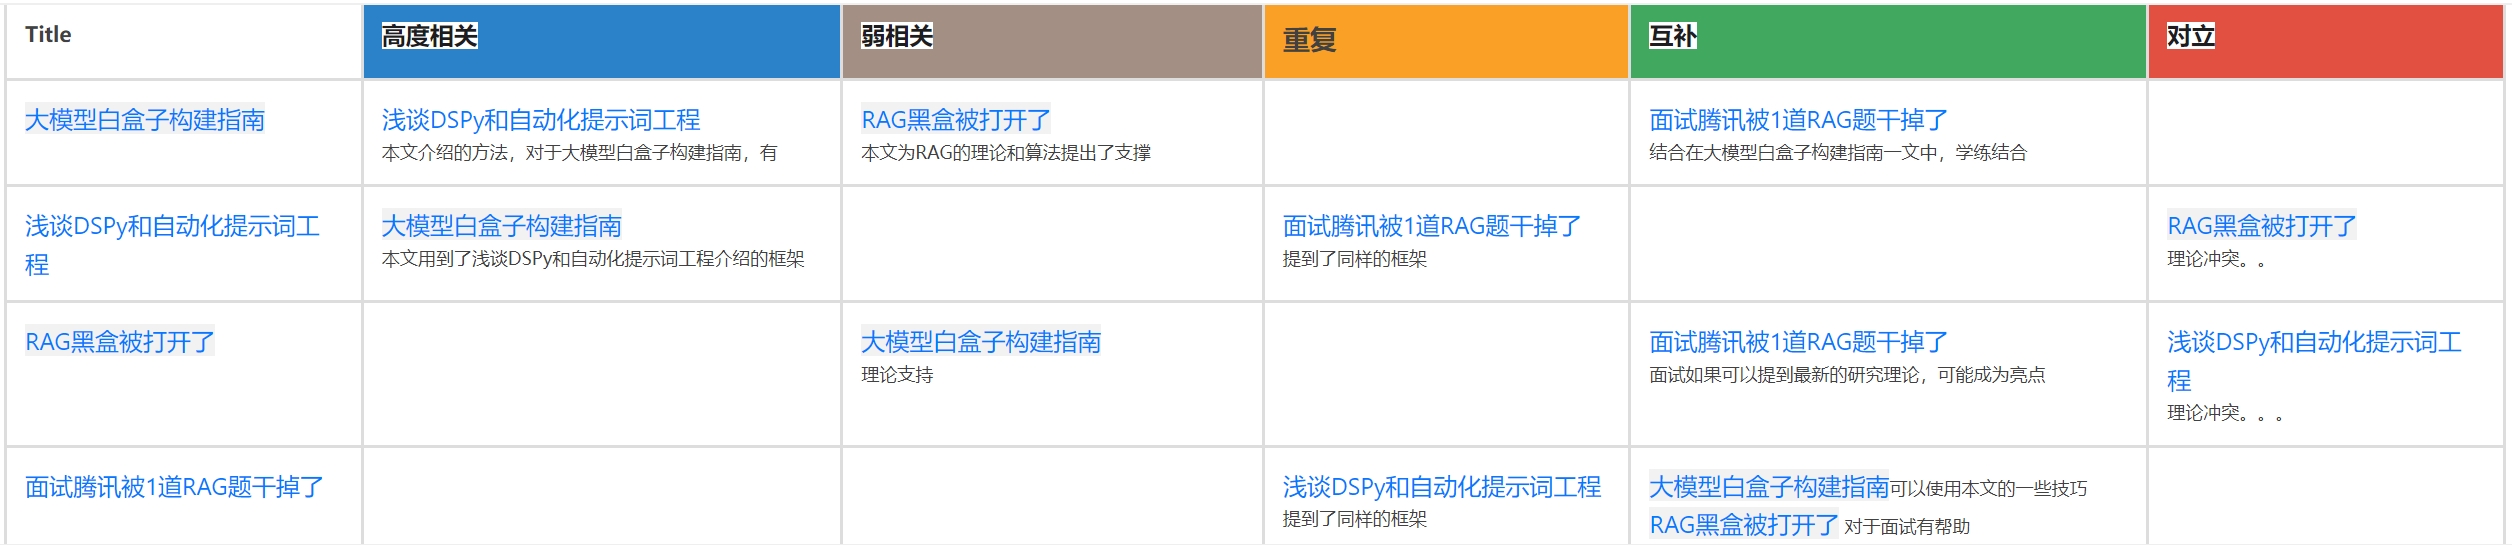 Title
高度相关
弱相关
重复
互补
对立
大模型白盒子构建指南
浅谈DSPy和自动化提示词工程
本文介绍的方法，对于大模型白盒子构建指南，有
RAG黑盒被打开了
本文为RAG的理论和算法提出了支撑
面试腾讯被1道RAG题干掉了
结合在大模型白盒子构建指南一文中，学练结合
浅谈DSPy和自动化提示词工
程
大模型白盒子构建指南
本文用到了浅谈DSPy和自动化提示词工程介绍的框架
面试腾讯被1道RAG题干掉了
提到了同样的框架
RAG黑盒被打开了
理论冲突。。
RAG黑盒被打开了
大模型白盒子构建指南
理论支持
面试腾讯被1道RAG题干掉了
面试如果可以提到最新的研究理论，可能成为亮点
浅谈DSPy和自动化提示词工
程
理论冲突。。。
面试腾讯被1道RAG题干掉了
浅谈DSPy和自动化提示词工程
提到了同样的框架
大模型白盒子构建指南可以使用本文的一些技巧
RAG黑盒被打开了 对于面试有帮助